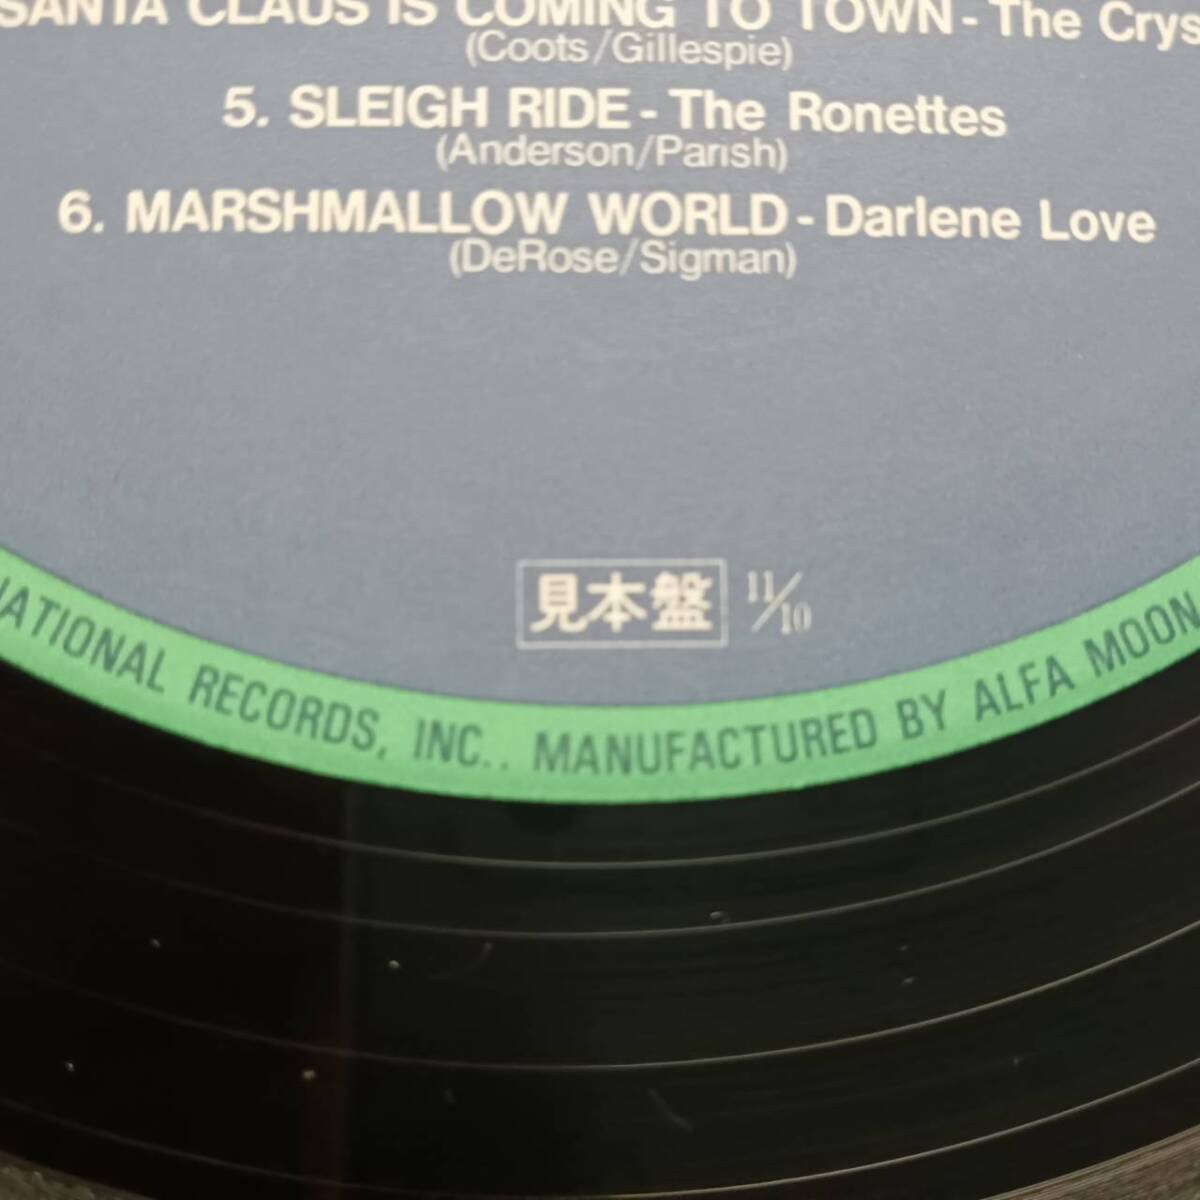 SANTA CLAUS IS COMING TO TOWN - The Crys
(Coots/Gillespie)
5. SLEIGH RIDE - The Ronettes
(Anderson/Parish)
6. MARSHMALLOW WORLD - Darlene Love
(DeRose/Sigman)
見本盤 11/10
NATIONAL RECORDS, INC., MANUFACTURED BY ALFA MOON